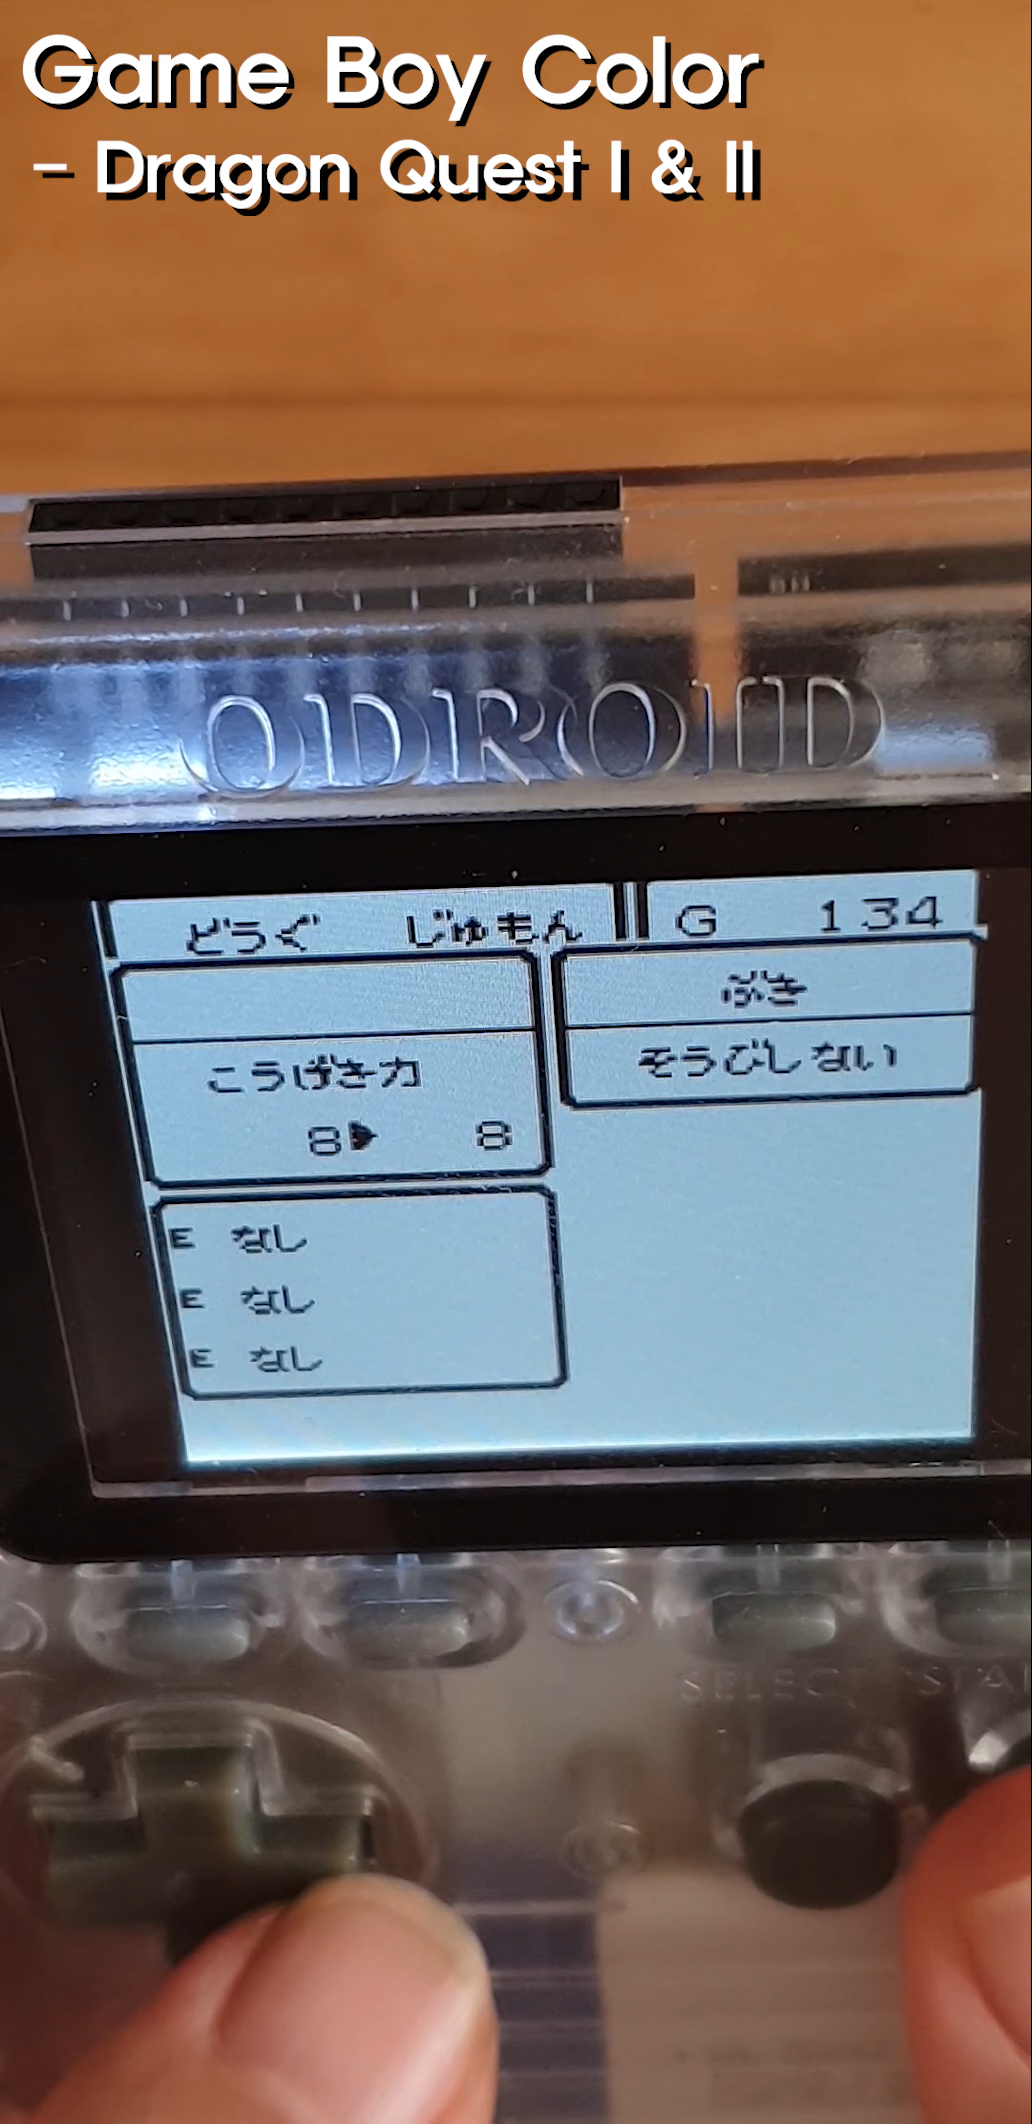 Game Boy Color
- Dragon Quest I & II
ODROID
どうぐ じゅもん
G 134
ぶき
そうびしない
こうげき力
8▶ 8
E なし
E なし
E なし
SELECT